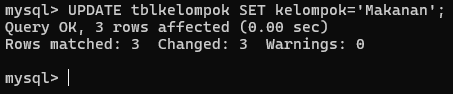 mysql> UPDATE tblkelompok SET kelompok='Makanan';
Query OK, 3 rows affected (0.00 sec)
Rows matched: 3  Changed: 3  Warnings: 0
mysql>